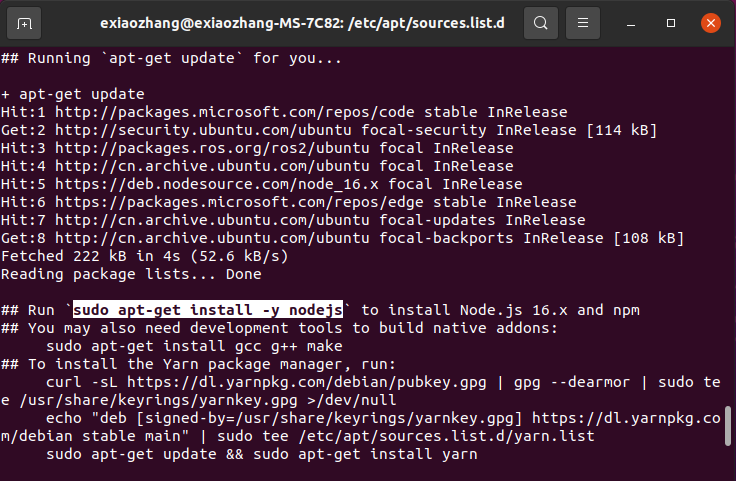 exiaozhang@exiaozhang-MS-7C82: /etc/apt/sources.list.d
## Running `apt-get update` for you...
+ apt-get update
Hit:1 http://packages.microsoft.com/repos/code stable InRelease
Get:2 http://security.ubuntu.com/ubuntu focal-security InRelease [114 kB]
Hit:3 http://packages.ros.org/ros2/ubuntu focal InRelease
Hit:4 http://cn.archive.ubuntu.com/ubuntu focal InRelease
Hit:5 https://deb.nodesource.com/node_16.x focal InRelease
Hit:6 https://packages.microsoft.com/repos/edge stable InRelease
Hit:7 http://cn.archive.ubuntu.com/ubuntu focal-updates InRelease
Get:8 http://cn.archive.ubuntu.com/ubuntu focal-backports InRelease [108 kB]
Fetched 222 kB in 4s (52.6 kB/s)
Reading package lists... Done
## Run `sudo apt-get install -y nodejs` to install Node.js 16.x and npm
## You may also need development tools to build native addons:
     sudo apt-get install gcc g++ make
## To install the Yarn package manager, run:
     curl -sL https://dl.yarnpkg.com/debian/pubkey.gpg | gpg --dearmor | sudo te
e /usr/share/keyrings/yarnkey.gpg >/dev/null
     echo "deb [signed-by=/usr/share/keyrings/yarnkey.gpg] https://dl.yarnpkg.co
m/debian stable main" | sudo tee /etc/apt/sources.list.d/yarn.list
     sudo apt-get update && sudo apt-get install yarn